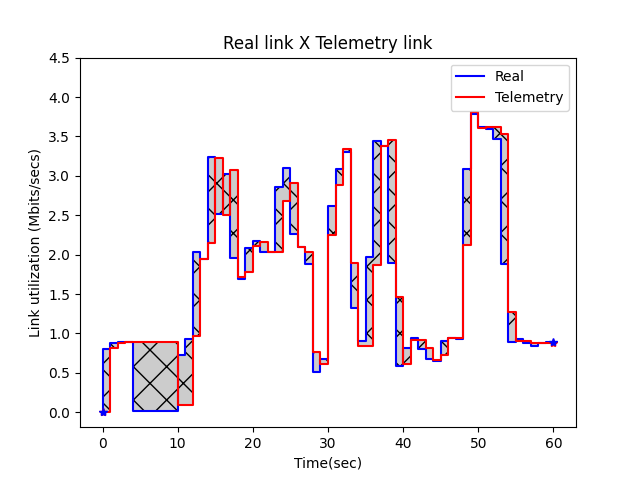 Real link X Telemetry link
Real
Telemetry
Link utilization (Mbits/secs)
4.5
4.0
3.5
3.0
2.5
2.0
1.5
1.0
0.5
0.0
0 10 20 30 40 50 60
Time(sec)